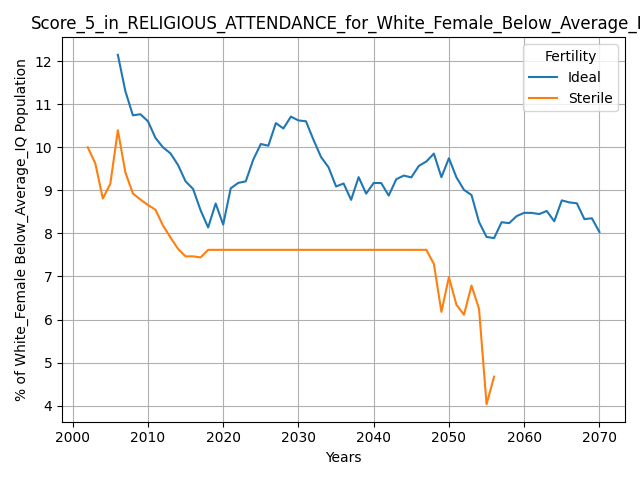 Score_5_in_RELIGIOUS_ATTENDANCE_for_White_Female_Below_Average_I
% of White_Female Below_Average_IQ Population
12
11
10
9
8
7
6
5
4
Fertility
Ideal
Sterile
2000 2010 2020 2030 2040 2050 2060 2070
Years